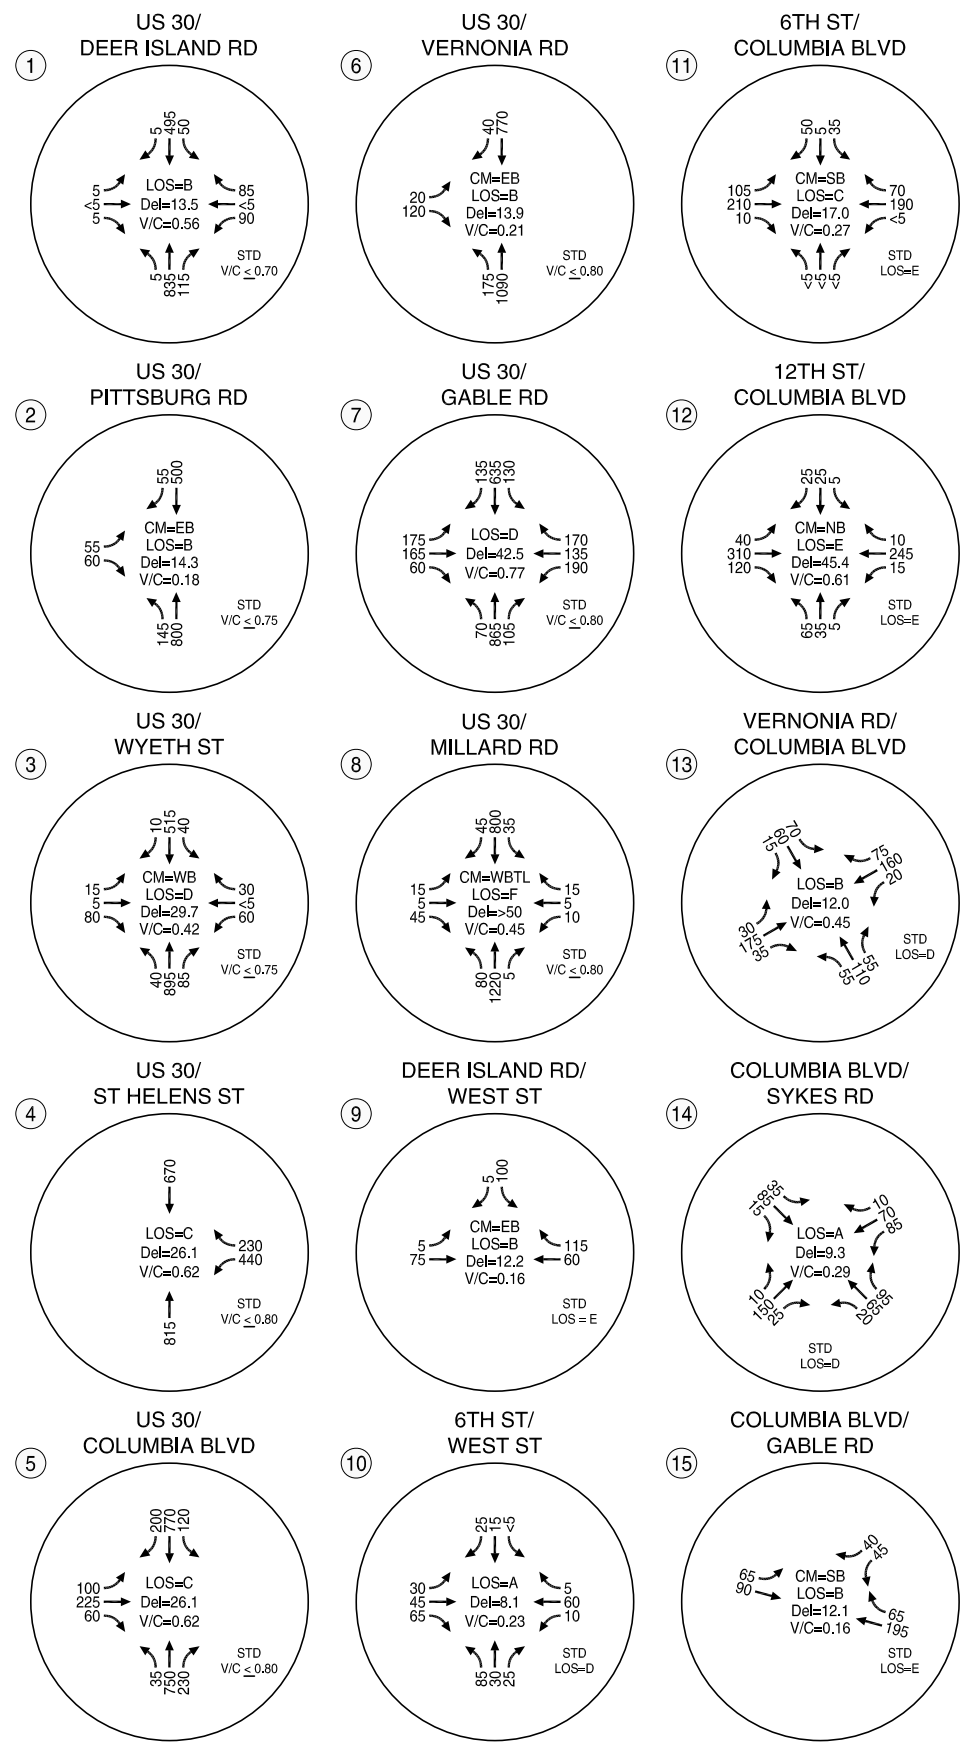 US 30/
DEER ISLAND RD
1
5 495 50
5
<5
5
LOS=B
Del=13.5
V/C=0.56
85
<5
90
5 835 115
STD
V/C ≤ 0.70
US 30/
VERNONIA RD
6
40 770
20
120
CM=EB
LOS=B
Del=13.9
V/C=0.21
175 1090
STD
V/C ≤ 0.80
6TH ST/
COLUMBIA BLVD
11
50 5 35
105
210
10
CM=SB
LOS=C
Del=17.0
V/C=0.27
70
190
<5
<5 <5 <5
STD
LOS=E
US 30/
PITTSBURG RD
2
55 500
55
60
CM=EB
LOS=B
Del=14.3
V/C=0.18
145 800
STD
V/C ≤ 0.75
US 30/
GABLE RD
7
135 635 130
175
165
60
LOS=D
Del=42.5
V/C=0.77
170
135
190
70 865 105
STD
V/C ≤ 0.80
12TH ST/
COLUMBIA BLVD
12
25 25 5
40
310
120
CM=NB
LOS=E
Del=45.4
V/C=0.61
10
245
15
65 35 5
STD
LOS=E
US 30/
WYETH ST
3
10 515 40
15
5
80
CM=WB
LOS=D
Del=29.7
V/C=0.42
30
<5
60
40 895 85
STD
V/C ≤ 0.75
US 30/
MILLARD RD
8
45 800 35
15
5
45
CM=WBTL
LOS=F
Del=>50
V/C=0.45
15
5
10
80 1220 5
STD
V/C ≤ 0.80
VERNONIA RD/
COLUMBIA BLVD
13
15 60 70
75
160
20
LOS=B
Del=12.0
V/C=0.45
30
175
35
55 110 55
STD
LOS=D
US 30/
ST HELENS ST
4
670
LOS=C
Del=26.1
V/C=0.62
230
440
815
STD
V/C ≤ 0.80
DEER ISLAND RD/
WEST ST
9
5 100
5
75
CM=EB
LOS=B
Del=12.2
V/C=0.16
115
60
STD
LOS = E
COLUMBIA BLVD/
SYKES RD
14
15 35
10
70
85
LOS=A
Del=9.3
V/C=0.29
10
150
25
20 65 95
STD
LOS=D
US 30/
COLUMBIA BLVD
5
200 770 120
100
225
60
LOS=C
Del=26.1
V/C=0.62
35 750 230
STD
V/C ≤ 0.80
6TH ST/
WEST ST
10
25 15 <5
30
45
65
LOS=A
Del=8.1
V/C=0.23
5
60
10
85 30 25
STD
LOS=D
COLUMBIA BLVD/
GABLE RD
15
40
45
65
90
CM=SB
LOS=B
Del=12.1
V/C=0.16
65
195
STD
LOS=E